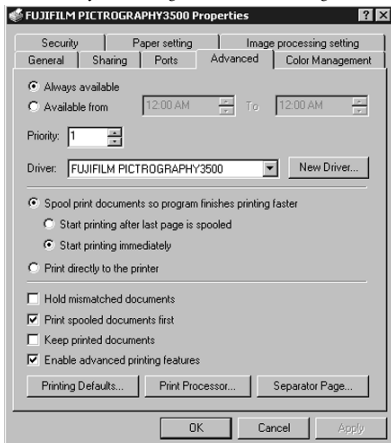 FUJIFILM PICTROGRAPHY3500 Properties
Security Paper setting Image processing setting
General Sharing Ports Advanced Color Management
Always available
Available from 12:00 AM To 12:00 AM
Priority: 1
Driver: FUJIFILM PICTROGRAPHY3500 New Driver...
Spool print documents so program finishes printing faster
Start printing after last page is spooled
Start printing immediately
Print directly to the printer
Hold mismatched documents
Print spooled documents first
Keep printed documents
Enable advanced printing features
Printing Defaults... Print Processor... Separator Page...
OK Cancel Apply